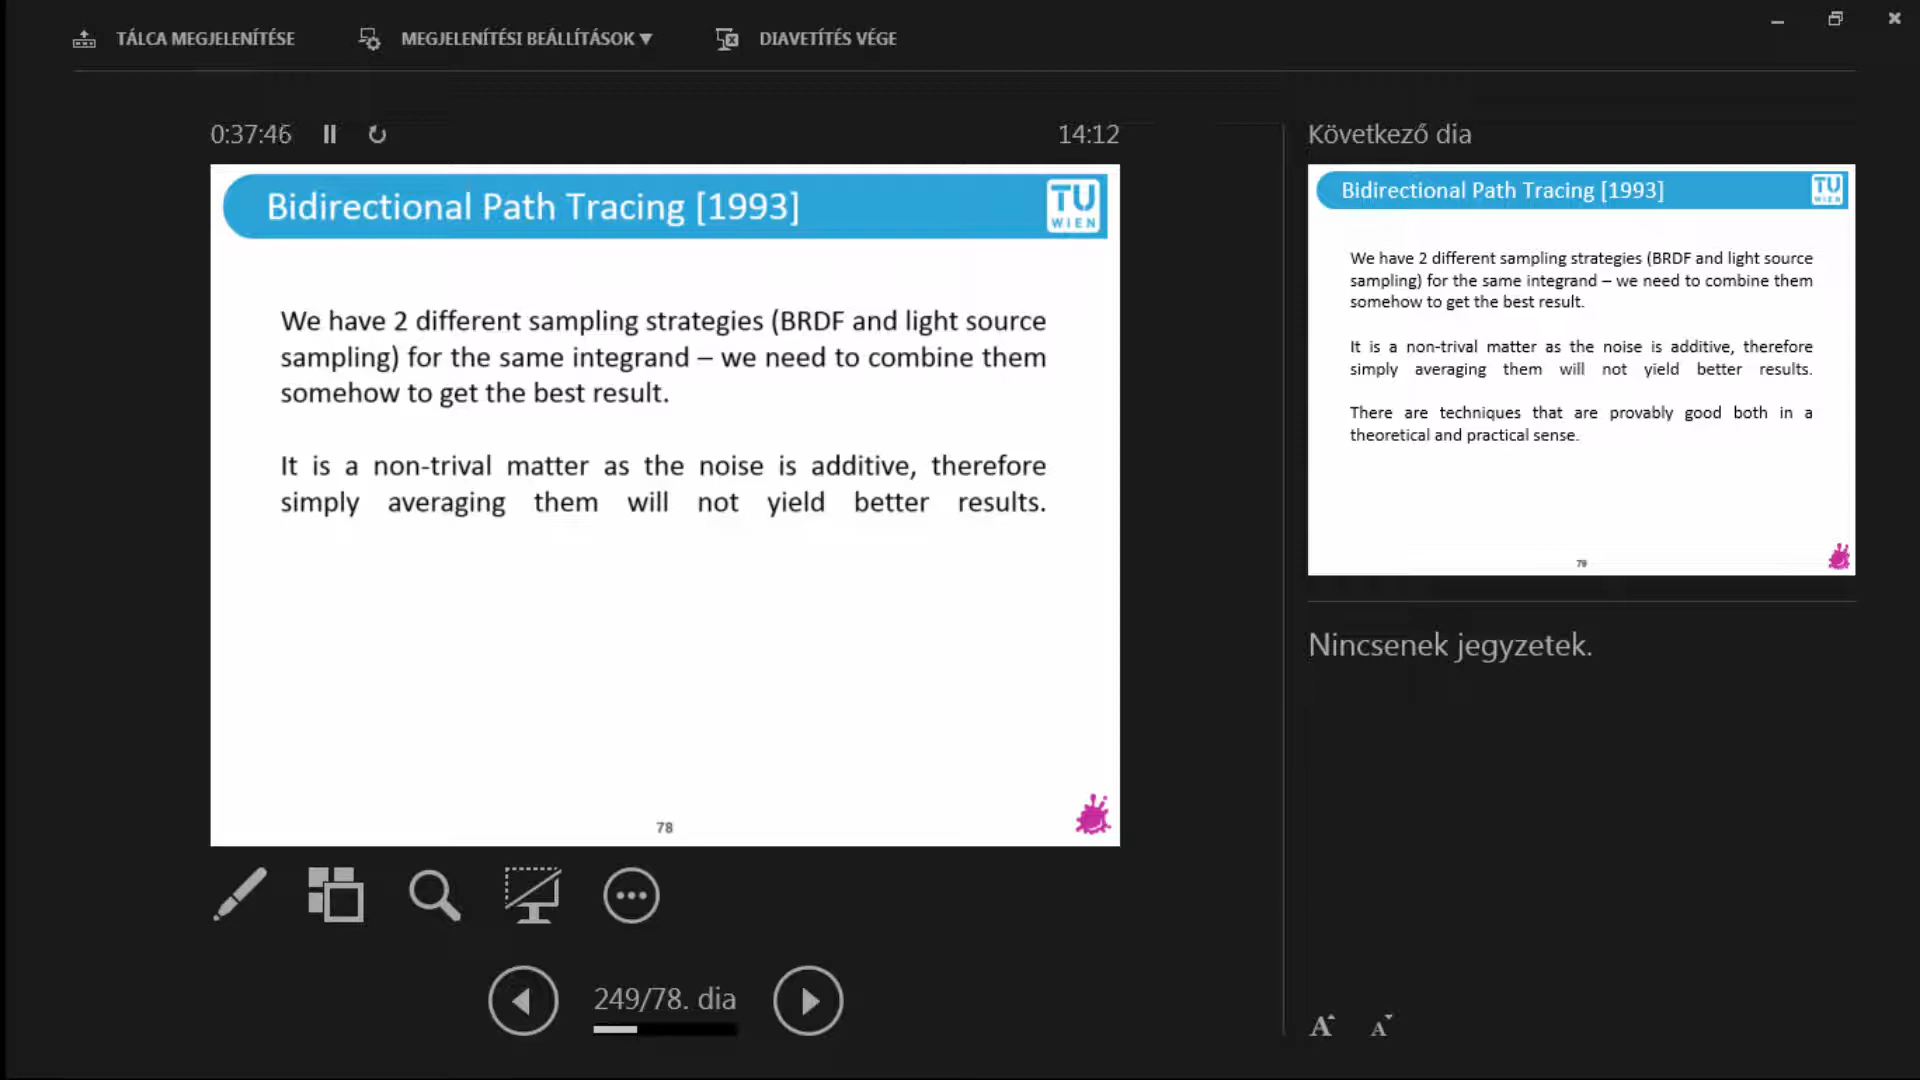 TÁLCA MEGJELENÍTÉSE
MEGJELENÍTÉSI BEÁLLÍTÁSOK
DIAVETÍTÉS VÉGE
0:37:46
14:12
Bidirectional Path Tracing [1993]
TU
WIEN
We have 2 different sampling strategies (BRDF and light source
sampling) for the same integrand – we need to combine them
somehow to get the best result.
It is a non-trival matter as the noise is additive, therefore
simply averaging them will not yield better results.
78
249/78. dia
Következő dia
Bidirectional Path Tracing [1993]
TU
WIEN
We have 2 different sampling strategies (BRDF and light source
sampling) for the same integrand – we need to combine them
somehow to get the best result.
It is a non-trival matter as the noise is additive, therefore
simply averaging them will not yield better results.
There are techniques that are provably good both in a
theoretical and practical sense.
79
Nincsenek jegyzetek.
A A